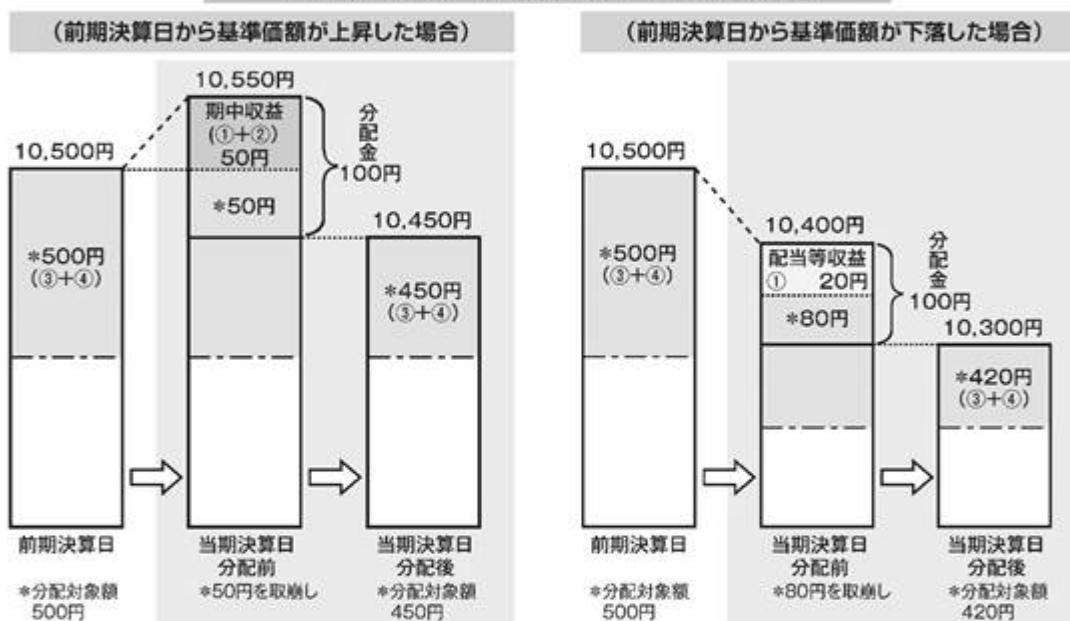 (前期決算日から基準価額が上昇した場合)
10,550円
期中収益
(①+②)
50円
分配金
100円
10,500円
*50円
10,450円
*500円
(③+④)
*450円
(③+④)
前期決算日
当期決算日
分配前
当期決算日
分配後
*分配対象額
500円
*50円を取崩し
*分配対象額
450円
(前期決算日から基準価額が下落した場合)
10,500円
10,400円
配当等収益
① 20円
分配金
100円
*80円
10,300円
*500円
(③+④)
*420円
(③+④)
前期決算日
当期決算日
分配前
当期決算日
分配後
*分配対象額
500円
*80円を取崩し
*分配対象額
420円